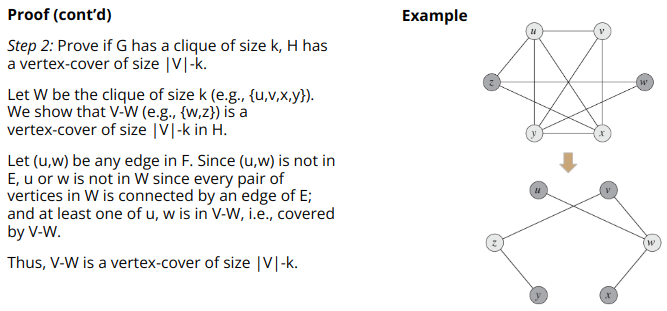 Proof (cont’d)
Step 2: Prove if G has a clique of size k, H has
a vertex-cover of size |V|-k.
Let W be the clique of size k (e.g., {u,v,x,y}).
We show that V-W (e.g., {w,z}) is a
vertex-cover of size |V|-k in H.
Let (u,w) be any edge in F. Since (u,w) is not in
E, u or w is not in W since every pair of
vertices in W is connected by an edge of E;
and at least one of u, w is in V-W, i.e., covered
by V-W.
Thus, V-W is a vertex-cover of size |V|-k.
Example
u
v
z
w
y
x
u
v
z
w
y
x